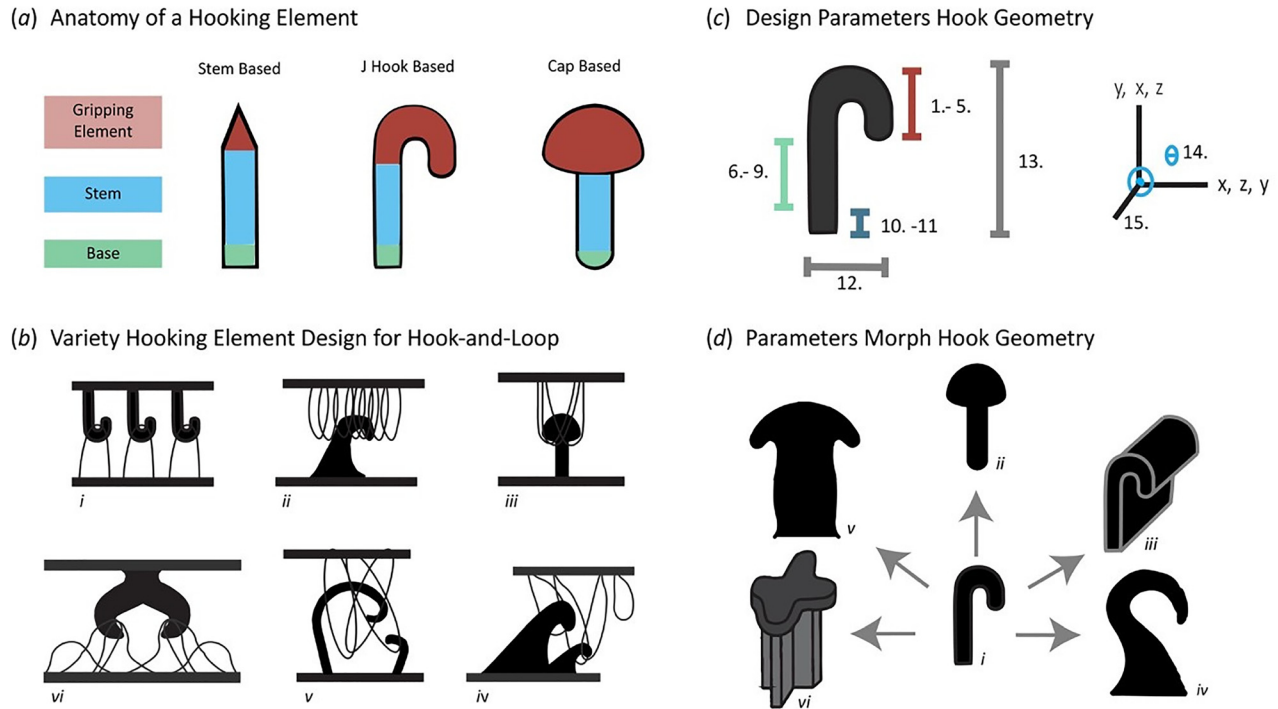 (a) Anatomy of a Hooking Element
Stem Based
J Hook Based
Cap Based
Gripping
Element
Stem
Base
(b) Variety Hooking Element Design for Hook-and-Loop
i
ii
iii
vi
v
iv
(c) Design Parameters Hook Geometry
1.- 5.
6.- 9.
10. -11
12.
13.
y, x, z
θ 14.
x, z, y
15.
(d) Parameters Morph Hook Geometry
ii
v
iii
i
iv
vi